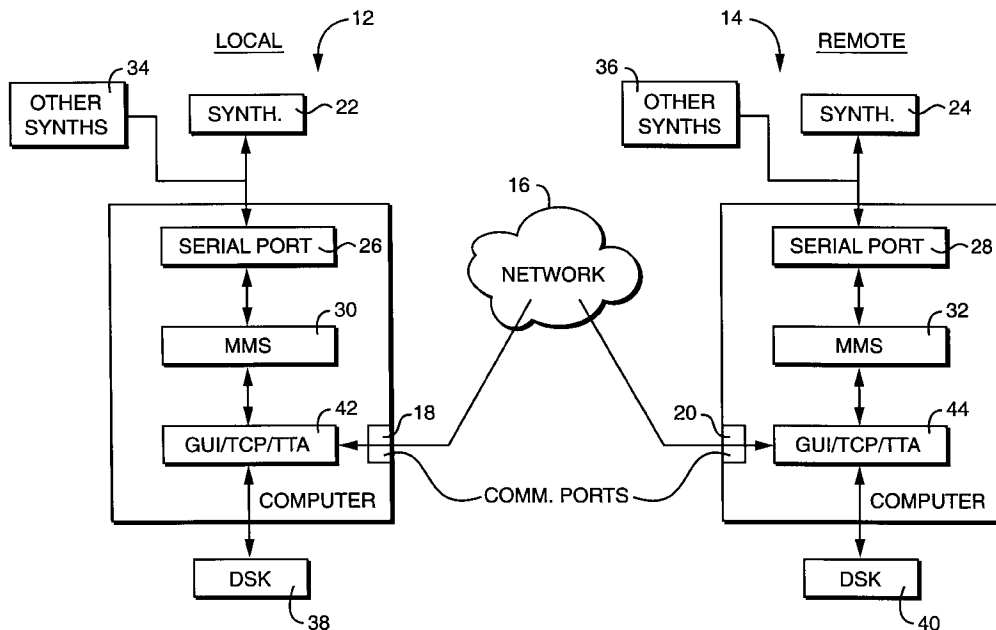 LOCAL
12
14
REMOTE
34
OTHER
SYNTHS
SYNTH.
22
36
OTHER
SYNTHS
SYNTH.
24
16
NETWORK
SERIAL PORT
26
SERIAL PORT
28
30
MMS
32
MMS
42
18
GUI/TCP/TTA
20
44
GUI/TCP/TTA
COMPUTER
COMM. PORTS
COMPUTER
DSK
38
DSK
40